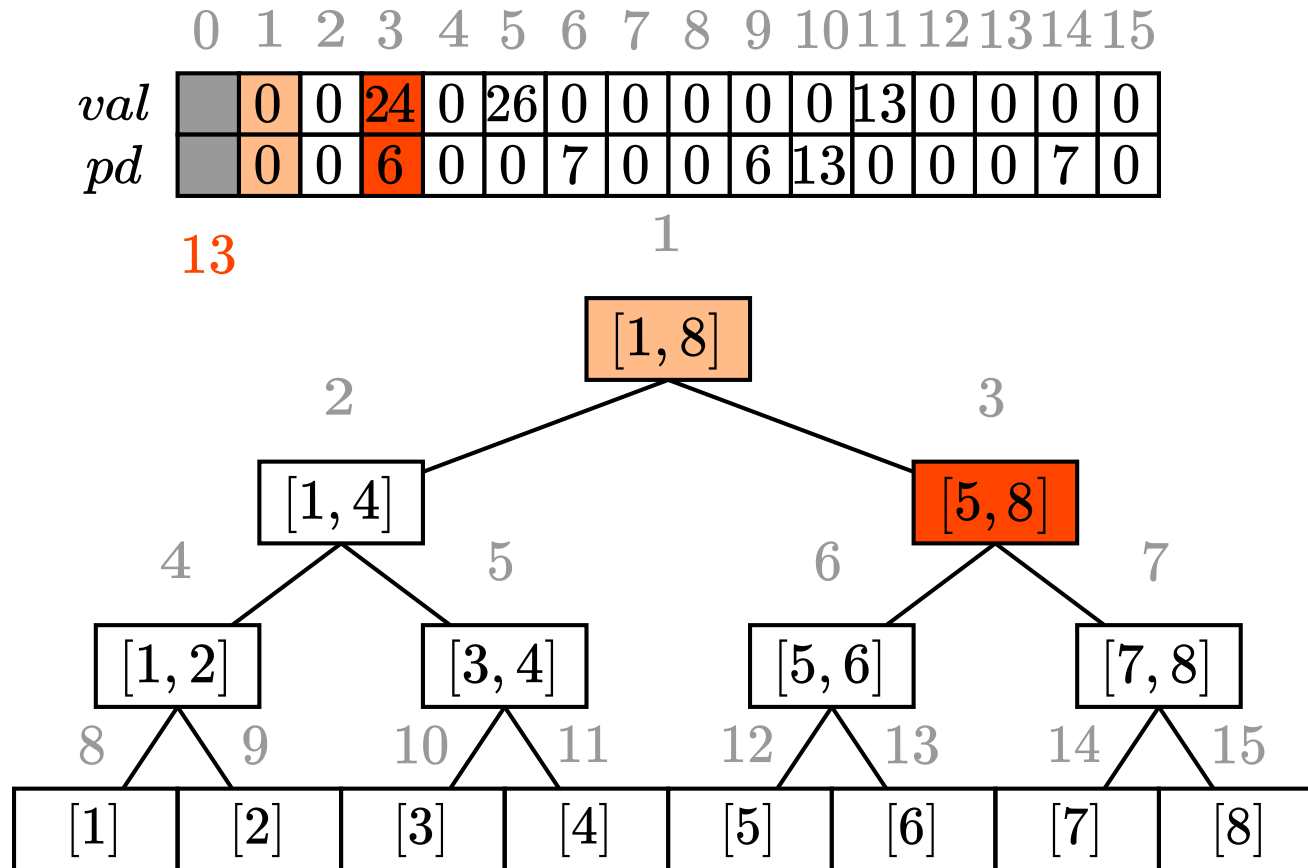 0 1 2 3 4 5 6 7 8 9 10 11 12 13 14 15
val 0 0 24 0 26 0 0 0 0 0 13 0 0 0 0
pd 0 0 6 0 0 7 0 0 6 13 0 0 0 7 0
1
13
[1, 8]
2 3
[1, 4] [5, 8]
4 5 6 7
[1, 2] [3, 4] [5, 6] [7, 8]
8 9 10 11 12 13 14 15
[1] [2] [3] [4] [5] [6] [7] [8]